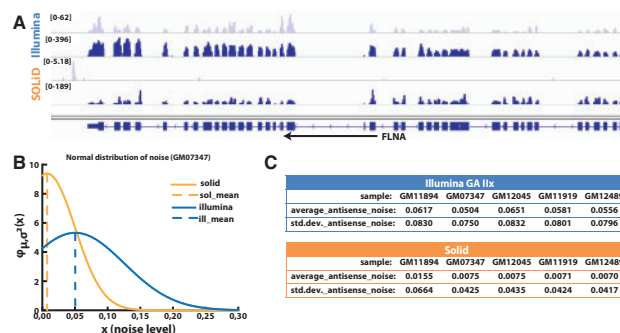 A
Illumina
SOLiD
[0-62]
[0-396]
[0-5.18]
[0-189]
FLNA
B
Normal distribution of noise (GM07347)
φμ,σ²(x)
10
8
6
4
2
0
0
0,05
0,10
0,15
0,20
0,25
0,30
x (noise level)
solid
sol_mean
illumina
ill_mean
C
Illumina GA IIx
sample: GM11894 GM07347 GM12045 GM11919 GM12489
average_antisense_noise: 0.0617 0.0504 0.0651 0.0581 0.0556
std.dev._antisense_noise: 0.0830 0.0750 0.0832 0.0801 0.0796
Solid
sample: GM11894 GM07347 GM12045 GM11919 GM12489
average_antisense_noise: 0.0155 0.0075 0.0075 0.0071 0.0070
std.dev._antisense_noise: 0.0664 0.0425 0.0435 0.0424 0.0417